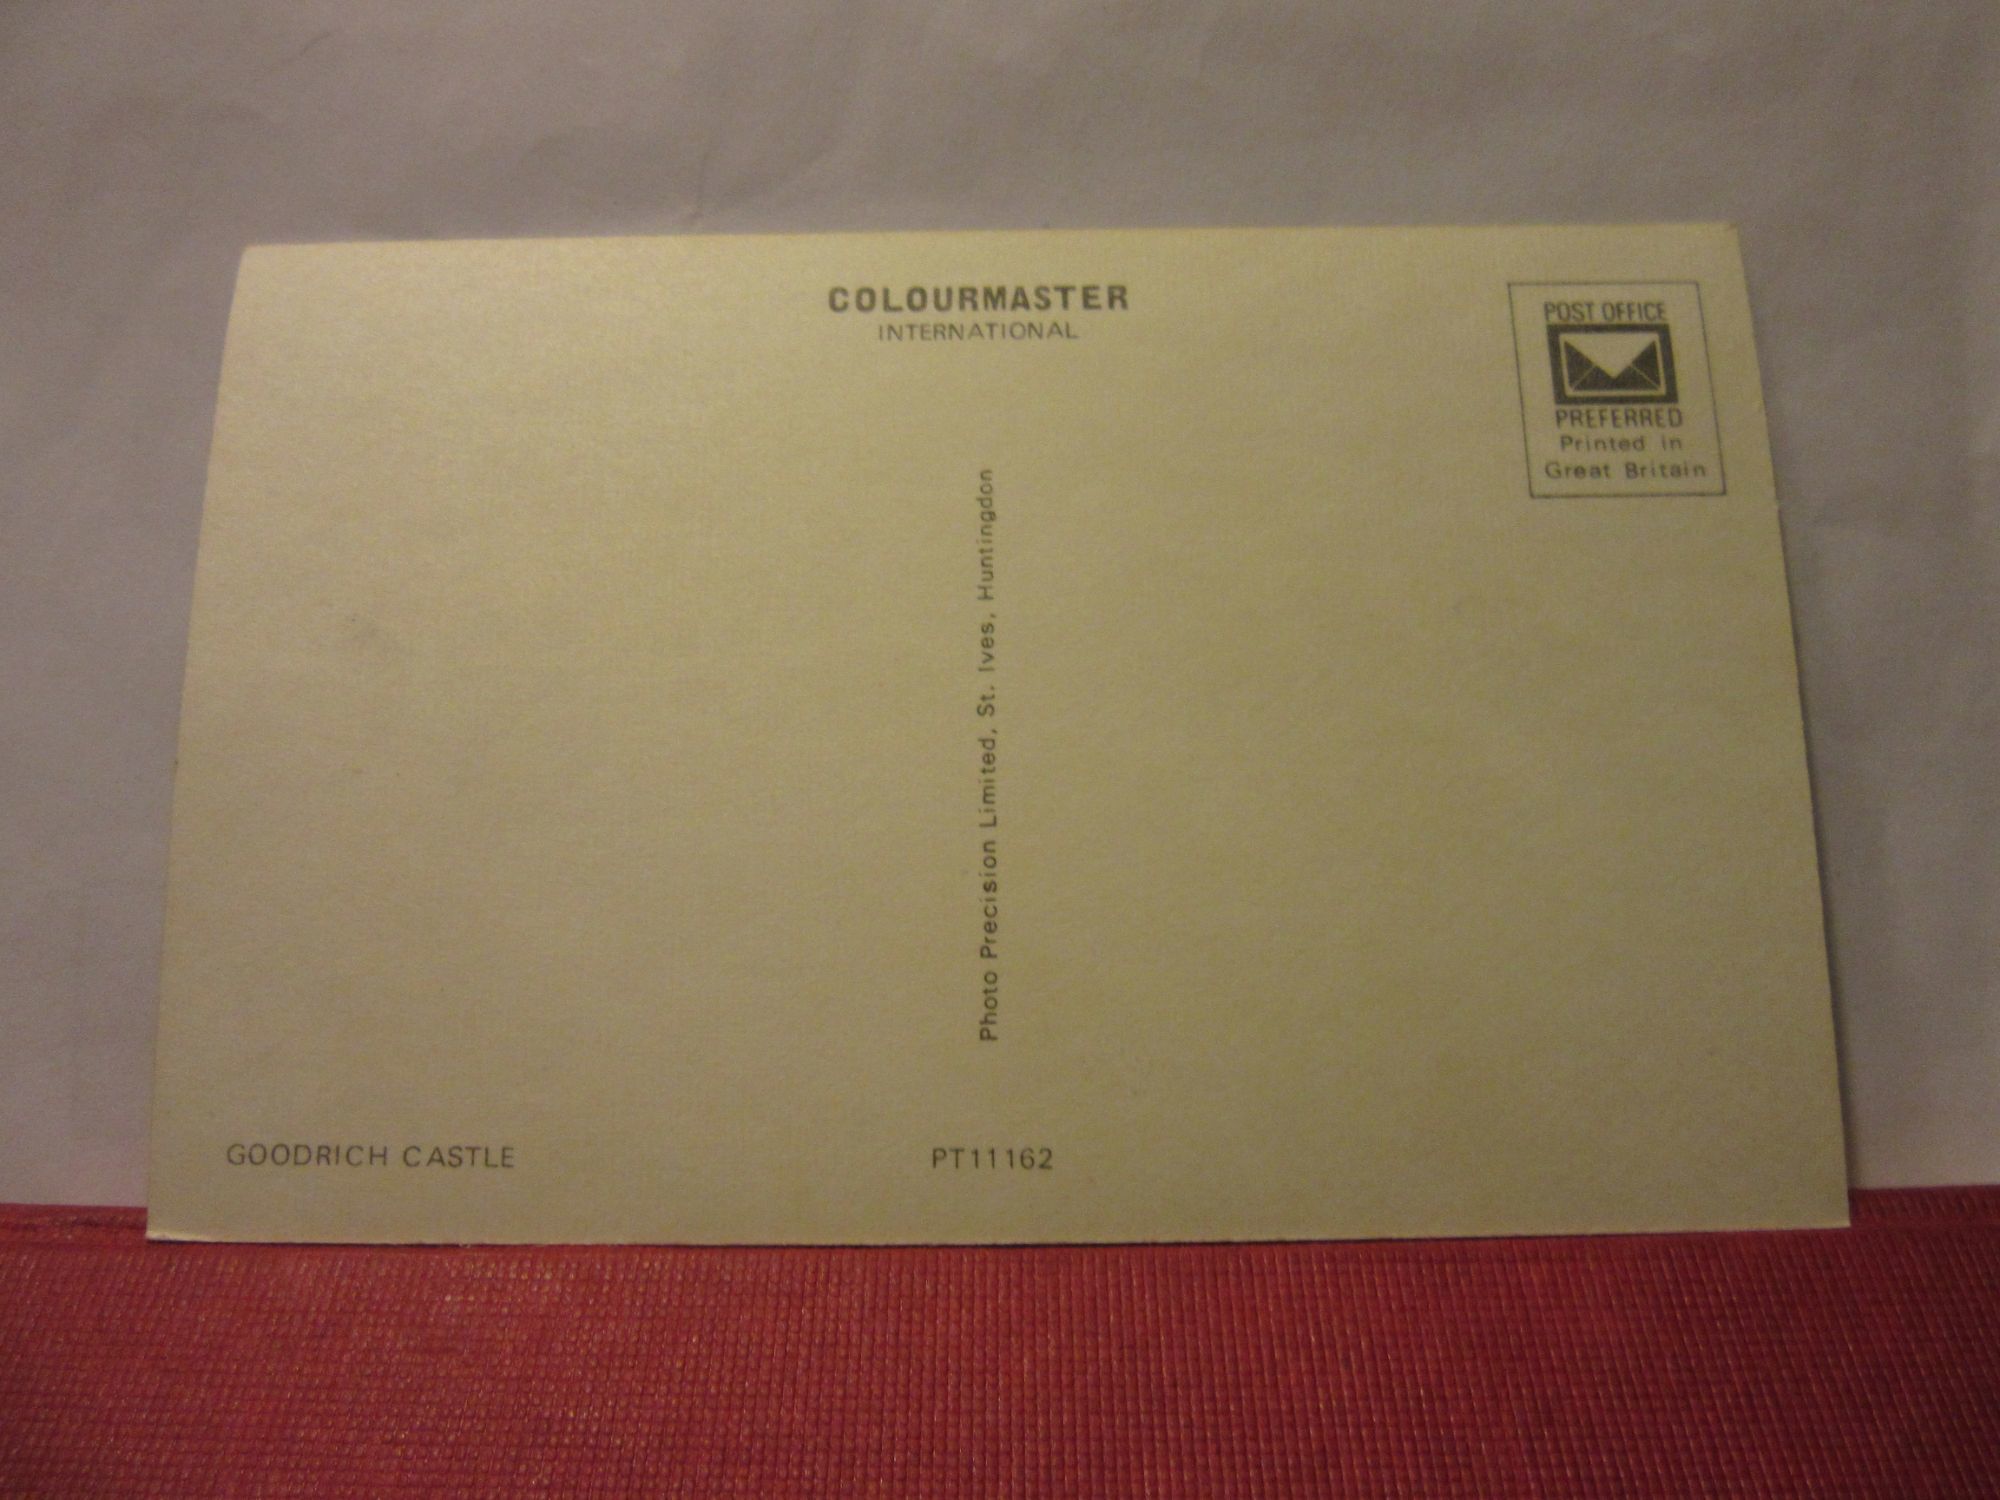 COLOURMASTER
INTERNATIONAL
POST OFFICE
PREFERRED
Printed in
Great Britain
Photo Precision Limited, St. Ives, Huntingdon
GOODRICH CASTLE
PT11162